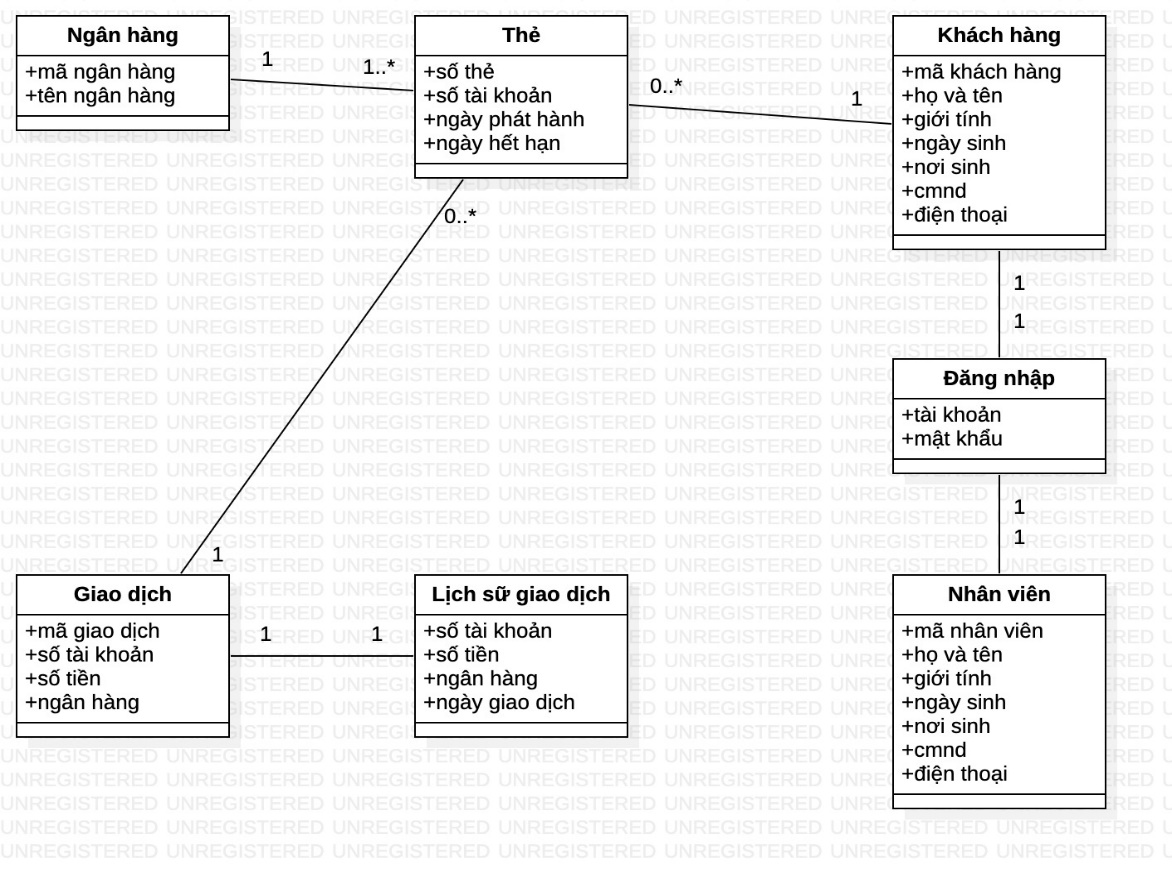 Ngân hàng
+mã ngân hàng
+tên ngân hàng
1
1..*
Thẻ
+số thẻ
+số tài khoản
+ngày phát hành
+ngày hết hạn
0..*
1
Khách hàng
+mã khách hàng
+họ và tên
+giới tính
+ngày sinh
+nơi sinh
+cmnd
+điện thoại
0..*
1
1
1
Đăng nhập
+tài khoản
+mật khẩu
1
1
Giao dịch
+mã giao dịch
+số tài khoản
+số tiền
+ngân hàng
1
1
Lịch sử giao dịch
+số tài khoản
+số tiền
+ngân hàng
+ngày giao dịch
Nhân viên
+mã nhân viên
+họ và tên
+giới tính
+ngày sinh
+nơi sinh
+cmnd
+điện thoại
UNREGISTERED